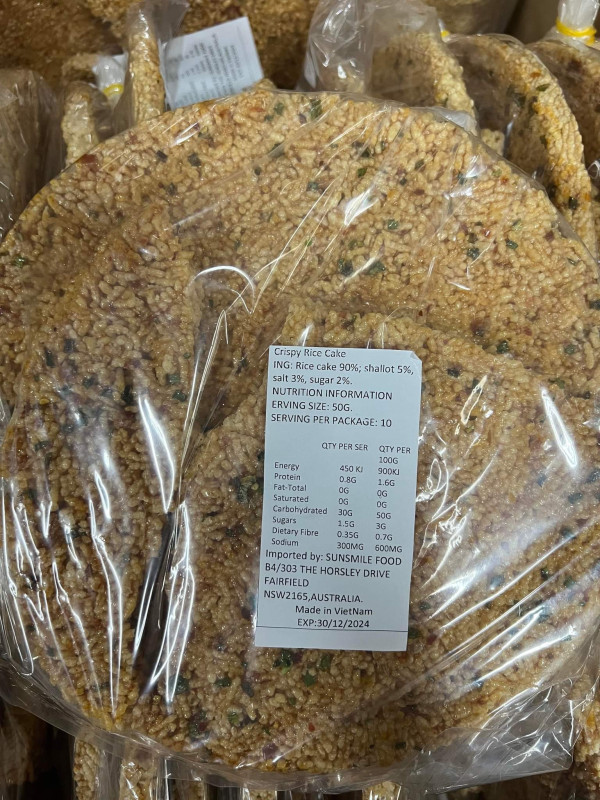 Crispy Rice Cake
ING: Rice cake 90%; shallot 5%,
salt 3%, sugar 2%.
NUTRITION INFORMATION
ERVING SIZE: 50G.
SERVING PER PACKAGE: 10
QTY PER SER QTY PER
100G
Energy 450 KJ 900KJ
Protein 0.8G 1.6G
Fat-Total 0G 0G
Saturated 0G 0G
Carbohydrated 30G 50G
Sugars 1.5G 3G
Dietary Fibre 0.35G 0.7G
Sodium 300MG 600MG
Imported by: SUNSMILE FOOD
B4/303 THE HORSLEY DRIVE
FAIRFIELD
NSW2165,AUSTRALIA.
Made in VietNam
EXP:30/12/2024